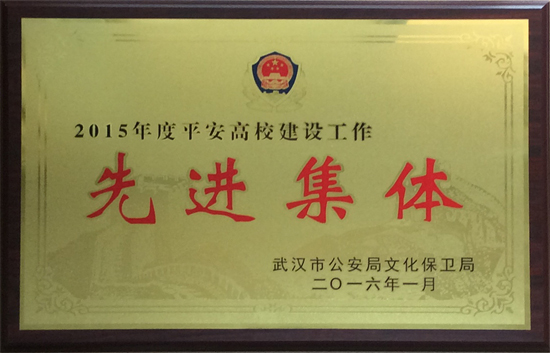 2015年度平安高校建设工作
先进集体
武汉市公安局文化保卫局
二〇一六年一月